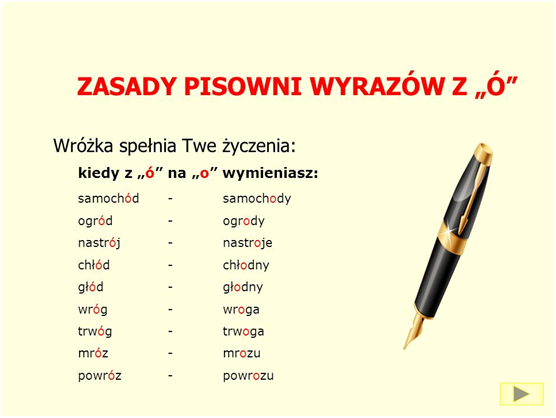 ZASADY PISOWNI WYRAZÓW Z „Ó”
Wróżka spełnia Twe życzenia:
kiedy z „ó” na „o” wymieniasz:
samochód - samochody
ogród - ogrody
nastrój - nastroje
chłód - chłodny
głód - głodny
wróg - wroga
trwóg - trwoga
mróz - mrozu
powróz - powrozu